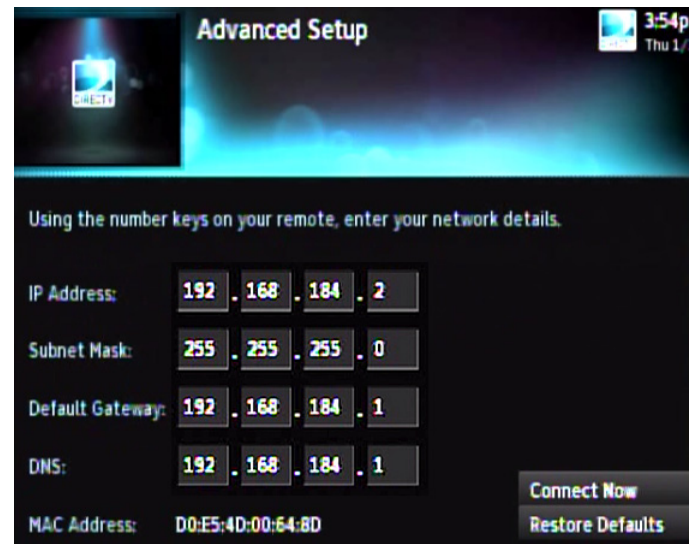 Advanced Setup
3:54p
Thu 1/
DIRECTV
Using the number keys on your remote, enter your network details.
IP Address: 192 . 168 . 184 . 2
Subnet Mask: 255 . 255 . 255 . 0
Default Gateway: 192 . 168 . 184 . 1
DNS: 192 . 168 . 184 . 1
Connect Now
MAC Address: D0:E5:4D:00:64:8D
Restore Defaults